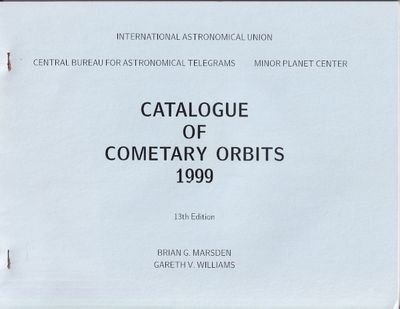 INTERNATIONAL ASTRONOMICAL UNION
CENTRAL BUREAU FOR ASTRONOMICAL TELEGRAMS MINOR PLANET CENTER
CATALOGUE
OF
COMETARY ORBITS
1999
13th Edition
BRIAN G. MARSDEN
GARETH V. WILLIAMS